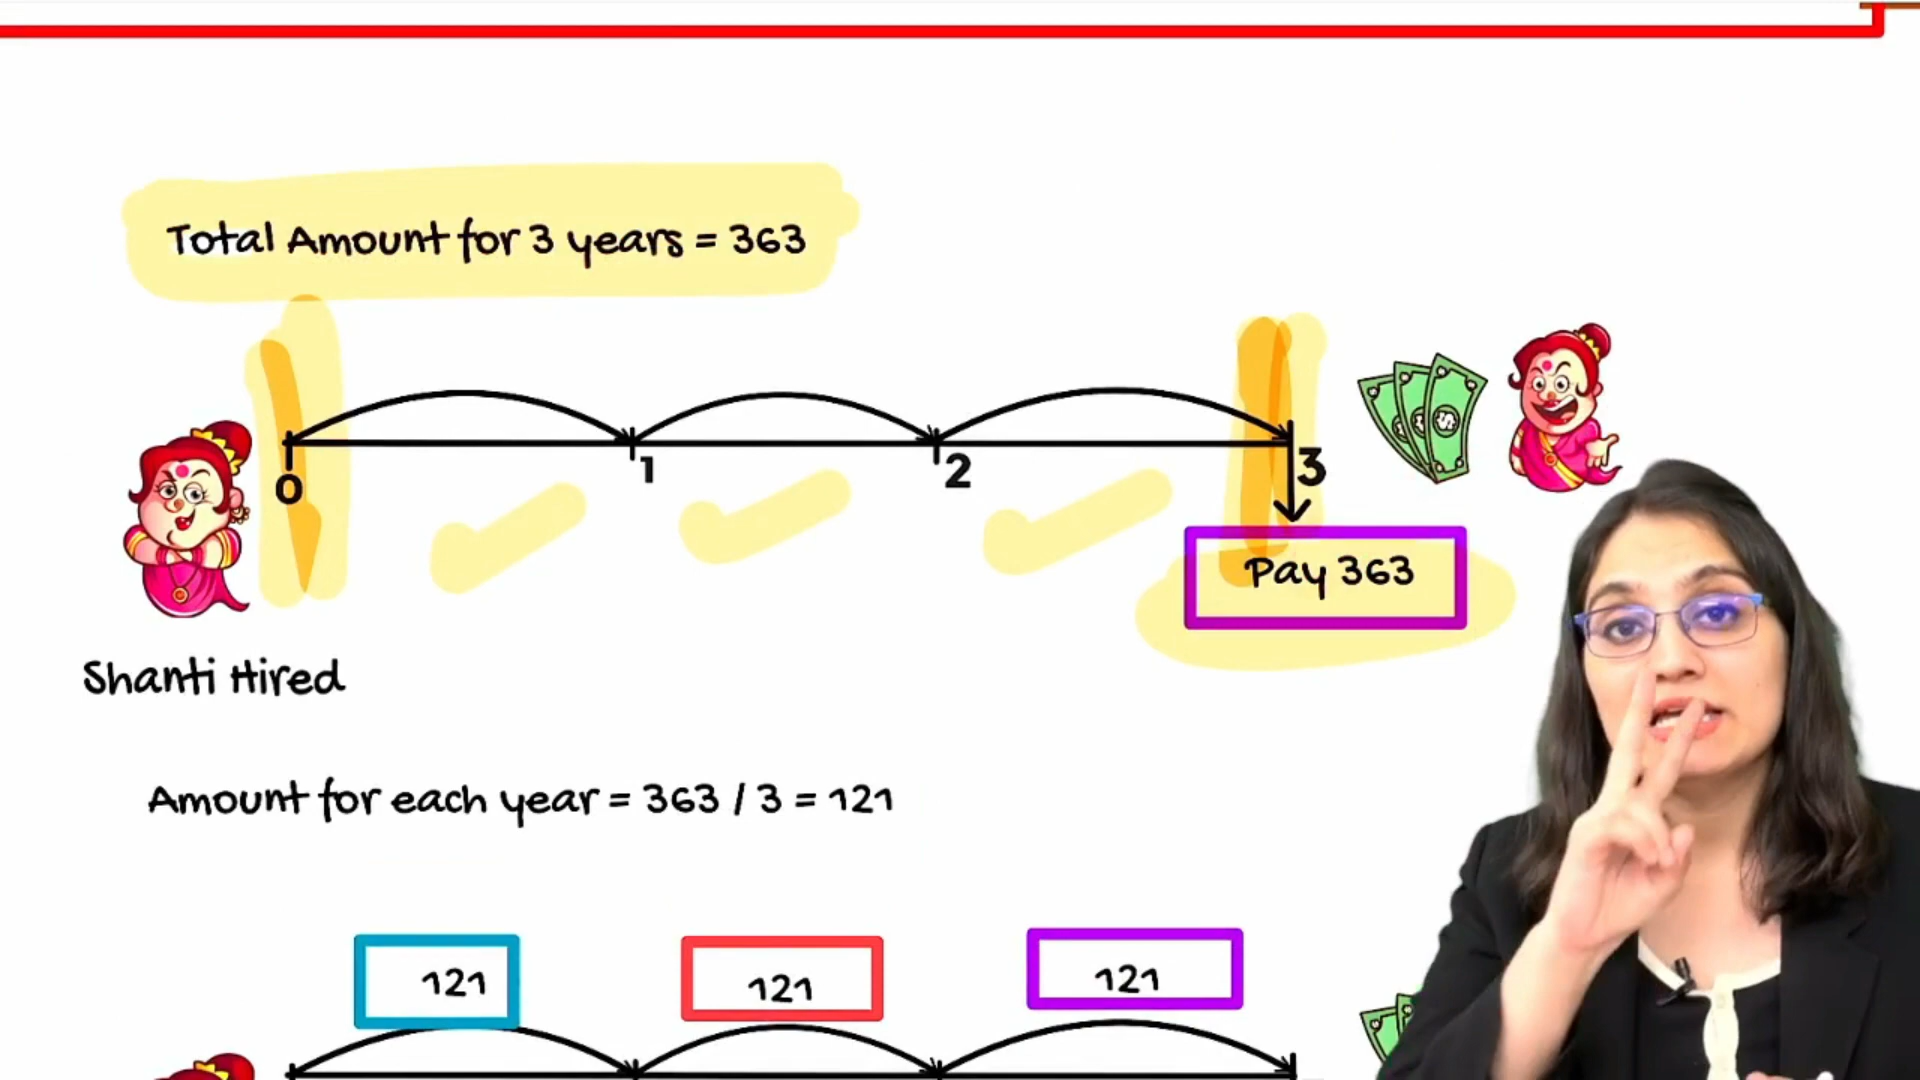 Total Amount for 3 years = 363
0
1
2
3
Pay 363
Shanti Hired
Amount for each year = 363 / 3 = 121
121
121
121